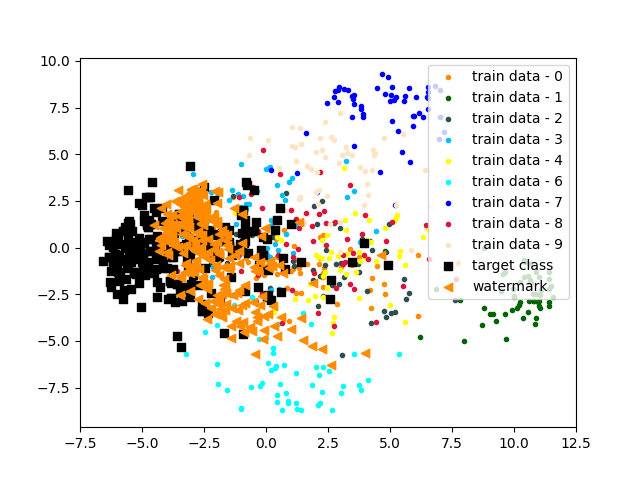 10.0
7.5
5.0
2.5
0.0
−2.5
−5.0
−7.5
−7.5
−5.0
−2.5
0.0
2.5
5.0
7.5
10.0
12.5
train data - 0
train data - 1
train data - 2
train data - 3
train data - 4
train data - 6
train data - 7
train data - 8
train data - 9
target class
watermark